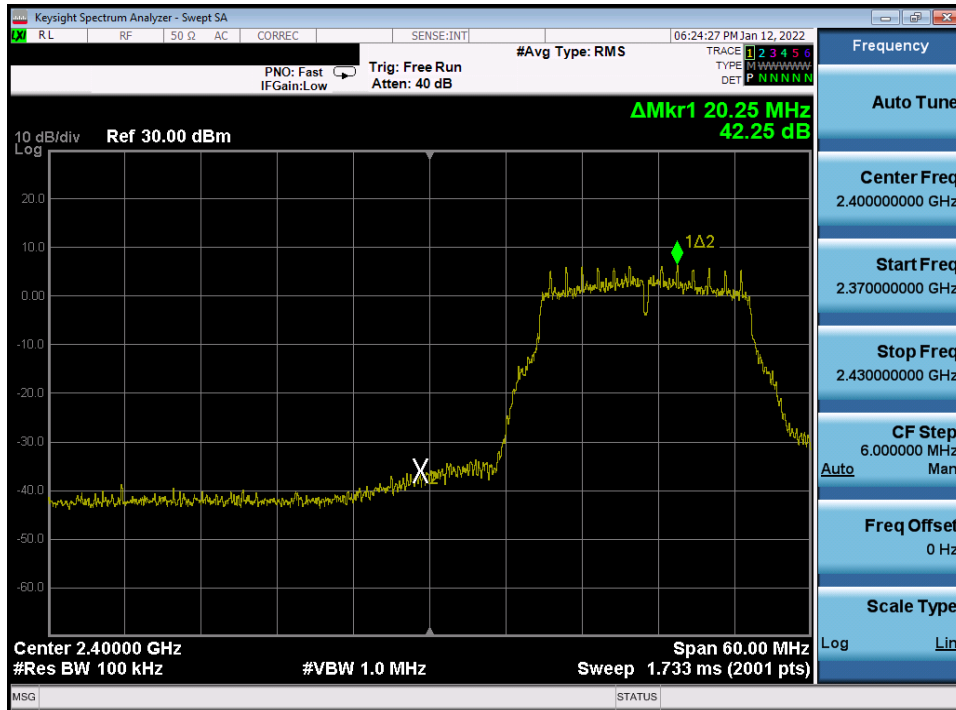 Keysight Spectrum Analyzer - Swept SA
LXI RL RF 50 Ω AC CORREC SENSE:INT 06:24:27 PM Jan 12, 2022
#Avg Type: RMS
TRACE 1 2 3 4 5 6
TYPE M WWWWW
DET P N N N N N
PNO: Fast
IFGain:Low
Trig: Free Run
Atten: 40 dB
ΔMkr1 20.25 MHz
42.25 dB
10 dB/div Ref 30.00 dBm
Log
20.0
10.0
0.00
-10.0
-20.0
-30.0
-40.0
-50.0
-60.0
1Δ2
X
Center 2.40000 GHz Span 60.00 MHz
#Res BW 100 kHz #VBW 1.0 MHz Sweep 1.733 ms (2001 pts)
MSG STATUS
Frequency
Auto Tune
Center Freq
2.400000000 GHz
Start Freq
2.370000000 GHz
Stop Freq
2.430000000 GHz
CF Step
6.000000 MHz
Auto Man
Freq Offset
0 Hz
Scale Type
Log Lin